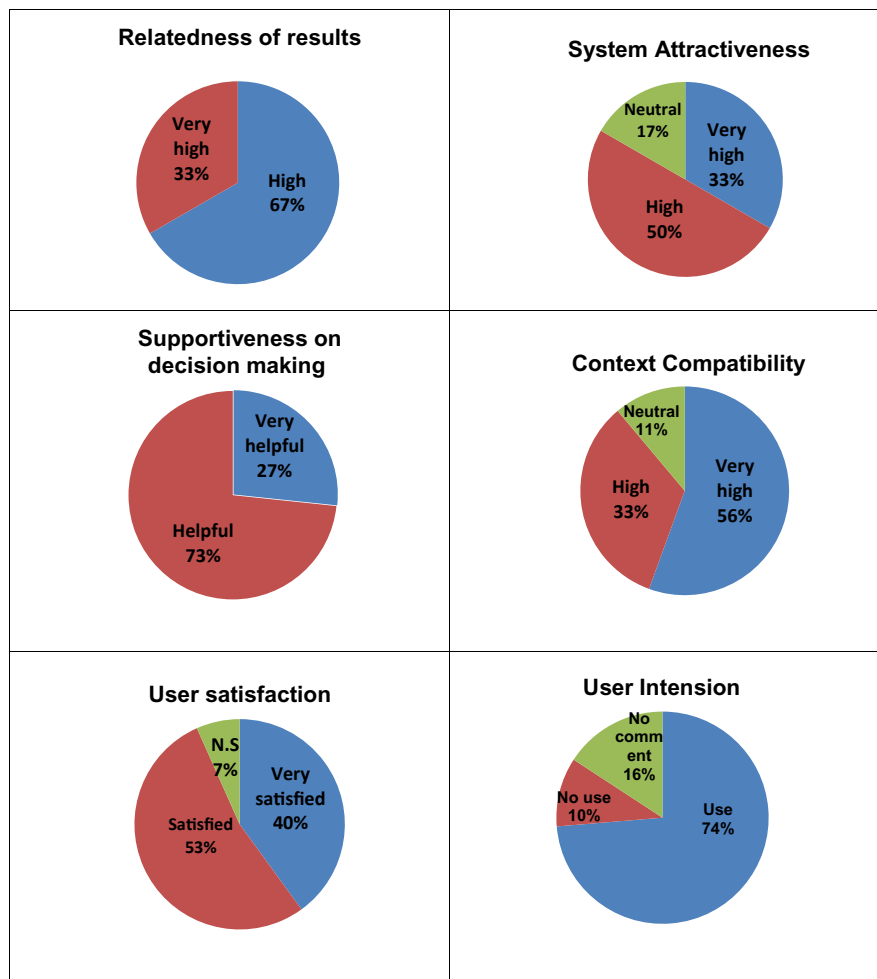 Relatedness of results
Very
high
33%
High
67%
System Attractiveness
Neutral
17%
Very
high
33%
High
50%
Supportiveness on
decision making
Very
helpful
27%
Helpful
73%
Context Compatibility
Neutral
11%
High
33%
Very
high
56%
User satisfaction
N.S
7%
Very
satisfied
40%
Satisfied
53%
User Intension
No
comm
ent
16%
No use
10%
Use
74%